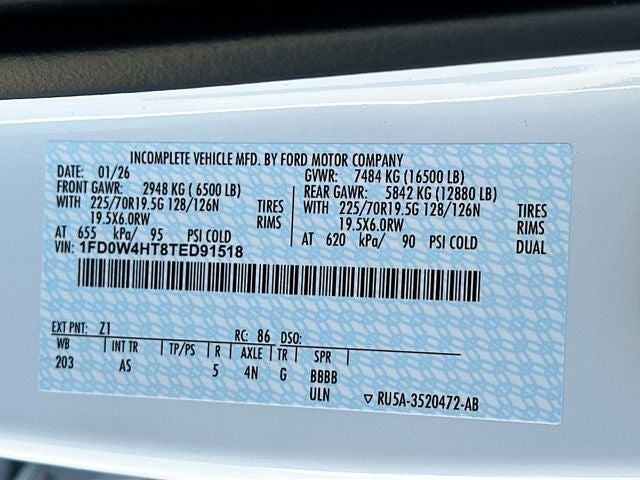 INCOMPLETE VEHICLE MFD. BY FORD MOTOR COMPANY
DATE: 01/26 GVWR: 7484 KG (16500 LB)
FRONT GAWR: 2948 KG ( 6500 LB) REAR GAWR: 5842 KG (12880 LB)
WITH 225/70R19.5G 128/126N TIRES WITH 225/70R19.5G 128/126N TIRES
19.5X6.0RW RIMS 19.5X6.0RW RIMS
AT 655 kPa/ 95 PSI COLD AT 620 kPa/ 90 PSI COLD DUAL
VIN: 1FD0W4HT8TED91518
EXT PNT: Z1 RC: 86 DSO:
WB INT TR TP/PS R AXLE TR SPR
203 AS 5 4N G BBBB
ULN ▽ RU5A-3520472-AB